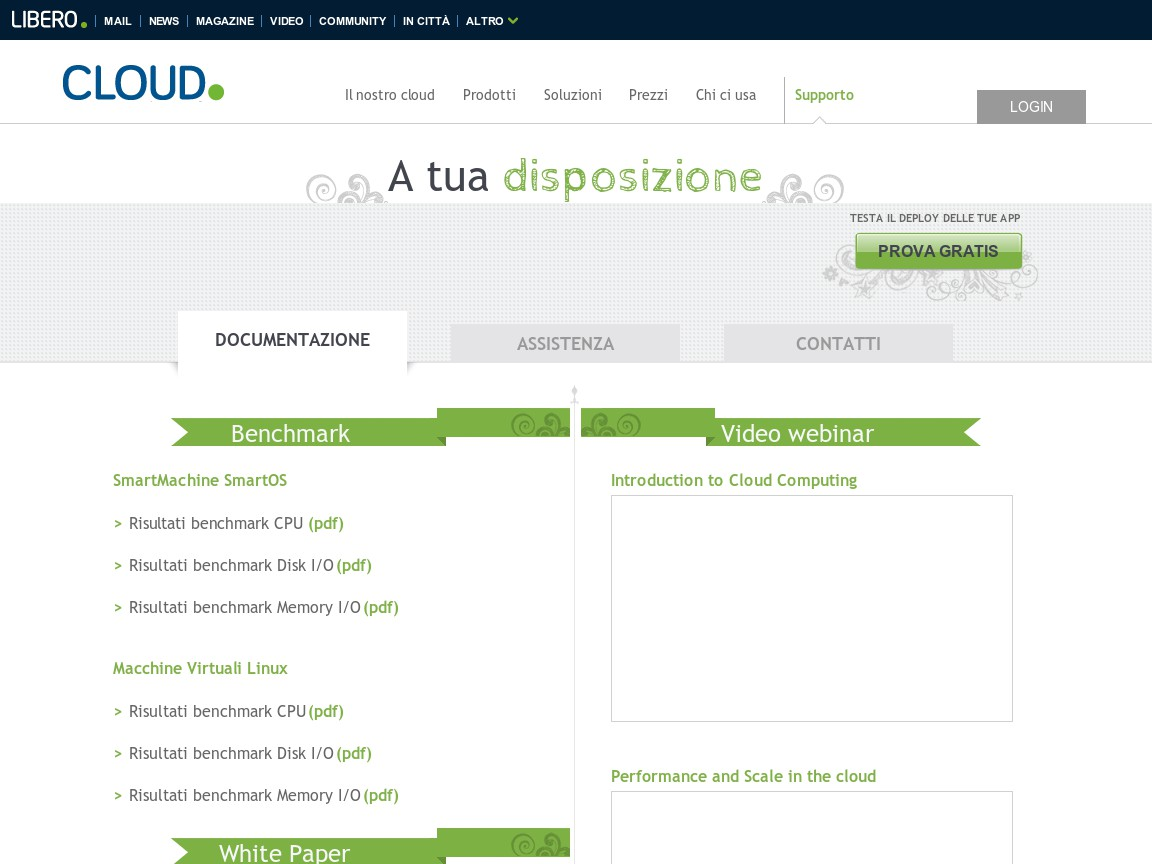 LIBERO
MAIL NEWS MAGAZINE VIDEO COMMUNITY IN CITTÀ ALTRO
CLOUD
Il nostro cloud Prodotti Soluzioni Prezzi Chi ci usa Supporto
LOGIN
A tua disposizione
TESTA IL DEPLOY DELLE TUE APP
PROVA GRATIS
DOCUMENTAZIONE ASSISTENZA CONTATTI
Benchmark
SmartMachine SmartOS
> Risultati benchmark CPU (pdf)
> Risultati benchmark Disk I/O (pdf)
> Risultati benchmark Memory I/O (pdf)
Macchine Virtuali Linux
> Risultati benchmark CPU (pdf)
> Risultati benchmark Disk I/O (pdf)
> Risultati benchmark Memory I/O (pdf)
White Paper
Video webinar
Introduction to Cloud Computing
Performance and Scale in the cloud